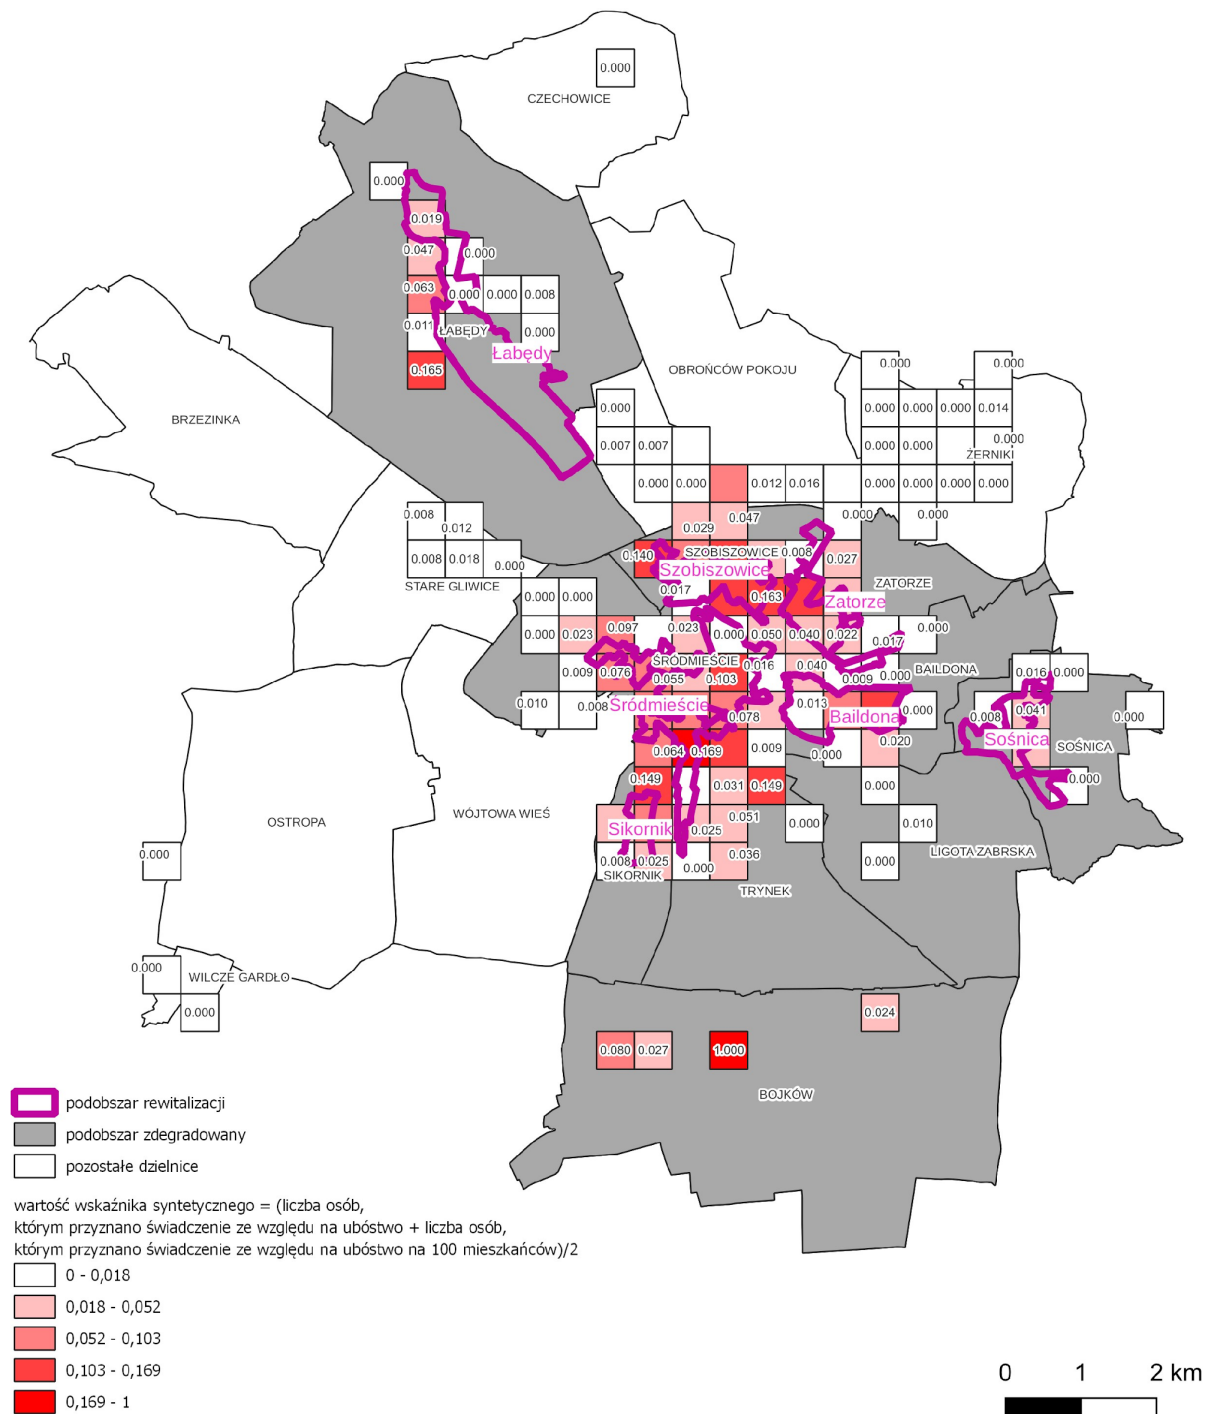 0.000
CZECHOWICE
0.000
0.019
0.047
0.000
0.063
0.000
0.000
0.008
0.011
ŁABĘDY
0.000
Łabędy
0.165
OBROŃCÓW POKOJU
0.000
0.000
BRZEZINKA
0.000
0.000
0.000
0.000
0.014
0.007
0.007
0.000
0.000
0.000
ŻERNIKI
0.000
0.000
0.012
0.016
0.000
0.000
0.000
0.000
0.008
0.012
0.029
0.047
0.000
0.000
0.008
0.018
0.000
0.140
SZOBISZOWICE
0.008
0.027
Szobiszowice
STARE GLIWICE
ZATORZE
0.000
0.000
0.017
0.163
Zatorze
0.000
0.023
0.097
0.023
0.000
0.050
0.040
0.022
0.017
0.000
ŚRÓDMIEŚCIE
0.009
0.076
0.055
0.103
0.016
0.040
0.009
0.000
BAILDONA
0.016
0.000
0.010
0.008
Śródmieście
0.078
0.013
Baildona
0.000
0.008
0.041
0.000
Sośnica
SOŚNICA
0.064
0.169
0.009
0.000
0.020
0.149
0.031
0.149
0.000
0.000
OSTROPA
WÓJTOWA WIEŚ
Sikornik
0.025
0.051
0.000
0.010
LIGOTA ZABRSKA
0.000
0.008
0.025
0.000
0.036
0.000
SIKORNIK
TRYNEK
0.000
WILCZE GARDŁO
0.000
0.024
0.080
0.027
1.000
BOJKÓW
podobszar rewitalizacji
podobszar zdegradowany
pozostałe dzielnice
wartość wskaźnika syntetycznego = (liczba osób,
którym przyznano świadczenie ze względu na ubóstwo + liczba osób,
którym przyznano świadczenie ze względu na ubóstwo na 100 mieszkańców)/2
0 - 0,018
0,018 - 0,052
0,052 - 0,103
0,103 - 0,169
0,169 - 1
0 1 2 km